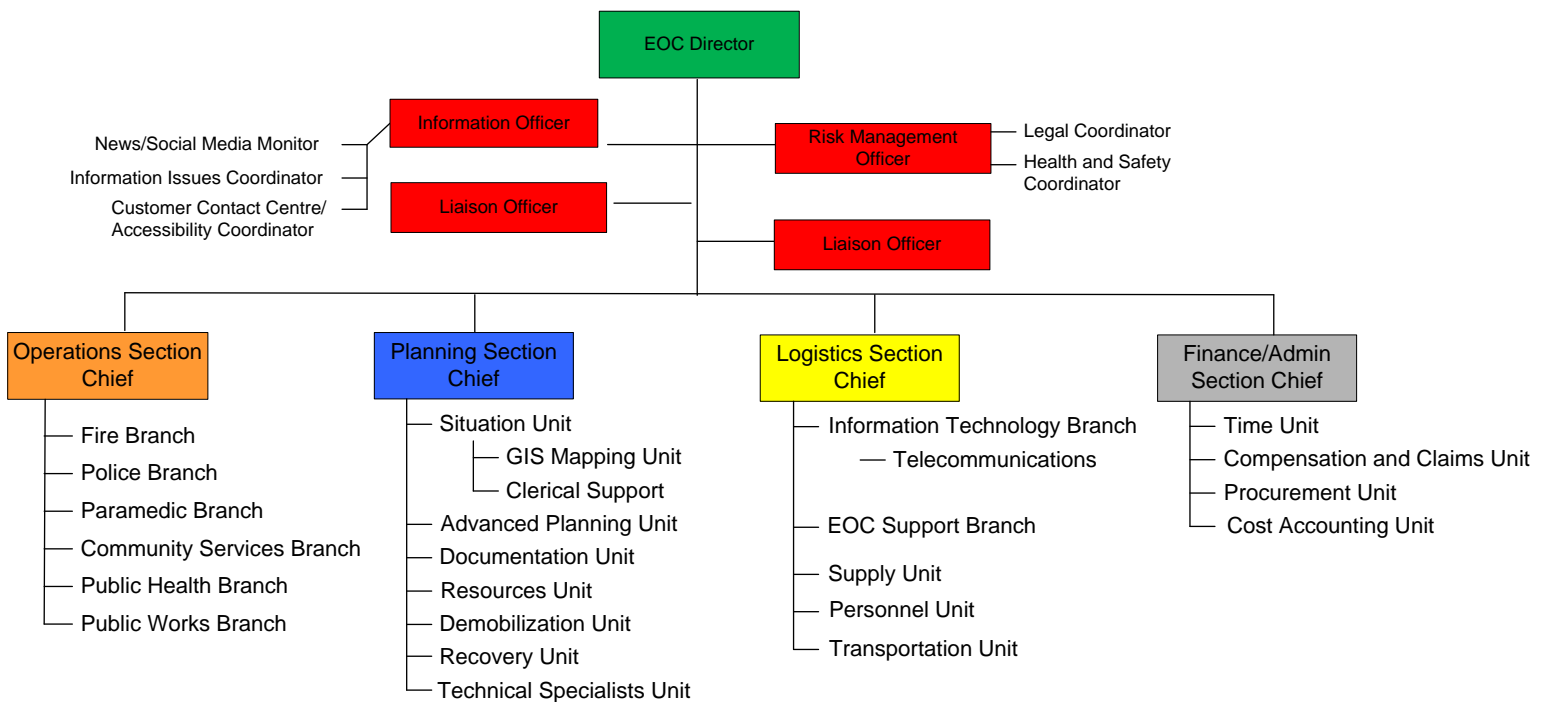 EOC Director
Information Officer
News/Social Media Monitor
Information Issues Coordinator
Customer Contact Centre/
Accessibility Coordinator
Liaison Officer
Risk Management
Officer
Legal Coordinator
Health and Safety
Coordinator
Liaison Officer
Operations Section
Chief
Fire Branch
Police Branch
Paramedic Branch
Community Services Branch
Public Health Branch
Public Works Branch
Planning Section
Chief
Situation Unit
GIS Mapping Unit
Clerical Support
Advanced Planning Unit
Documentation Unit
Resources Unit
Demobilization Unit
Recovery Unit
Technical Specialists Unit
Logistics Section
Chief
Information Technology Branch
Telecommunications
EOC Support Branch
Supply Unit
Personnel Unit
Transportation Unit
Finance/Admin
Section Chief
Time Unit
Compensation and Claims Unit
Procurement Unit
Cost Accounting Unit